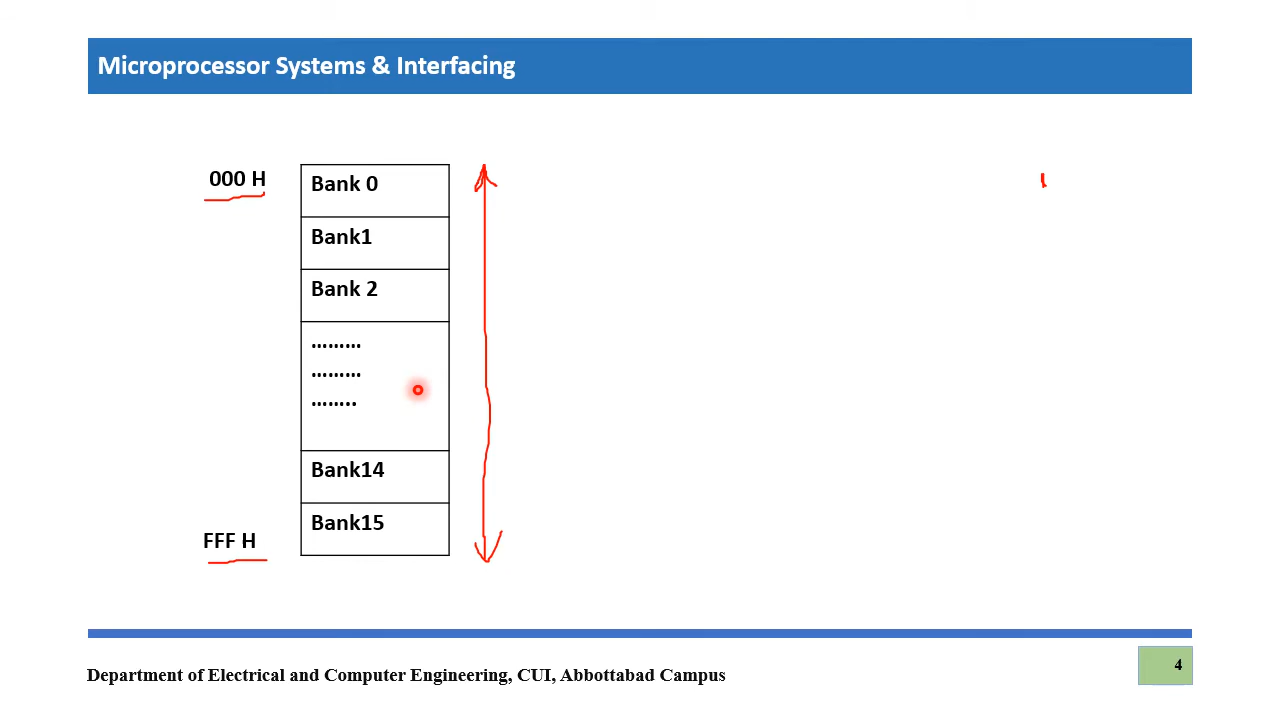 Microprocessor Systems & Interfacing
000 H
Bank 0
Bank1
Bank 2
.........
.........
........
Bank14
Bank15
FFF H
Department of Electrical and Computer Engineering, CUI, Abbottabad Campus
4